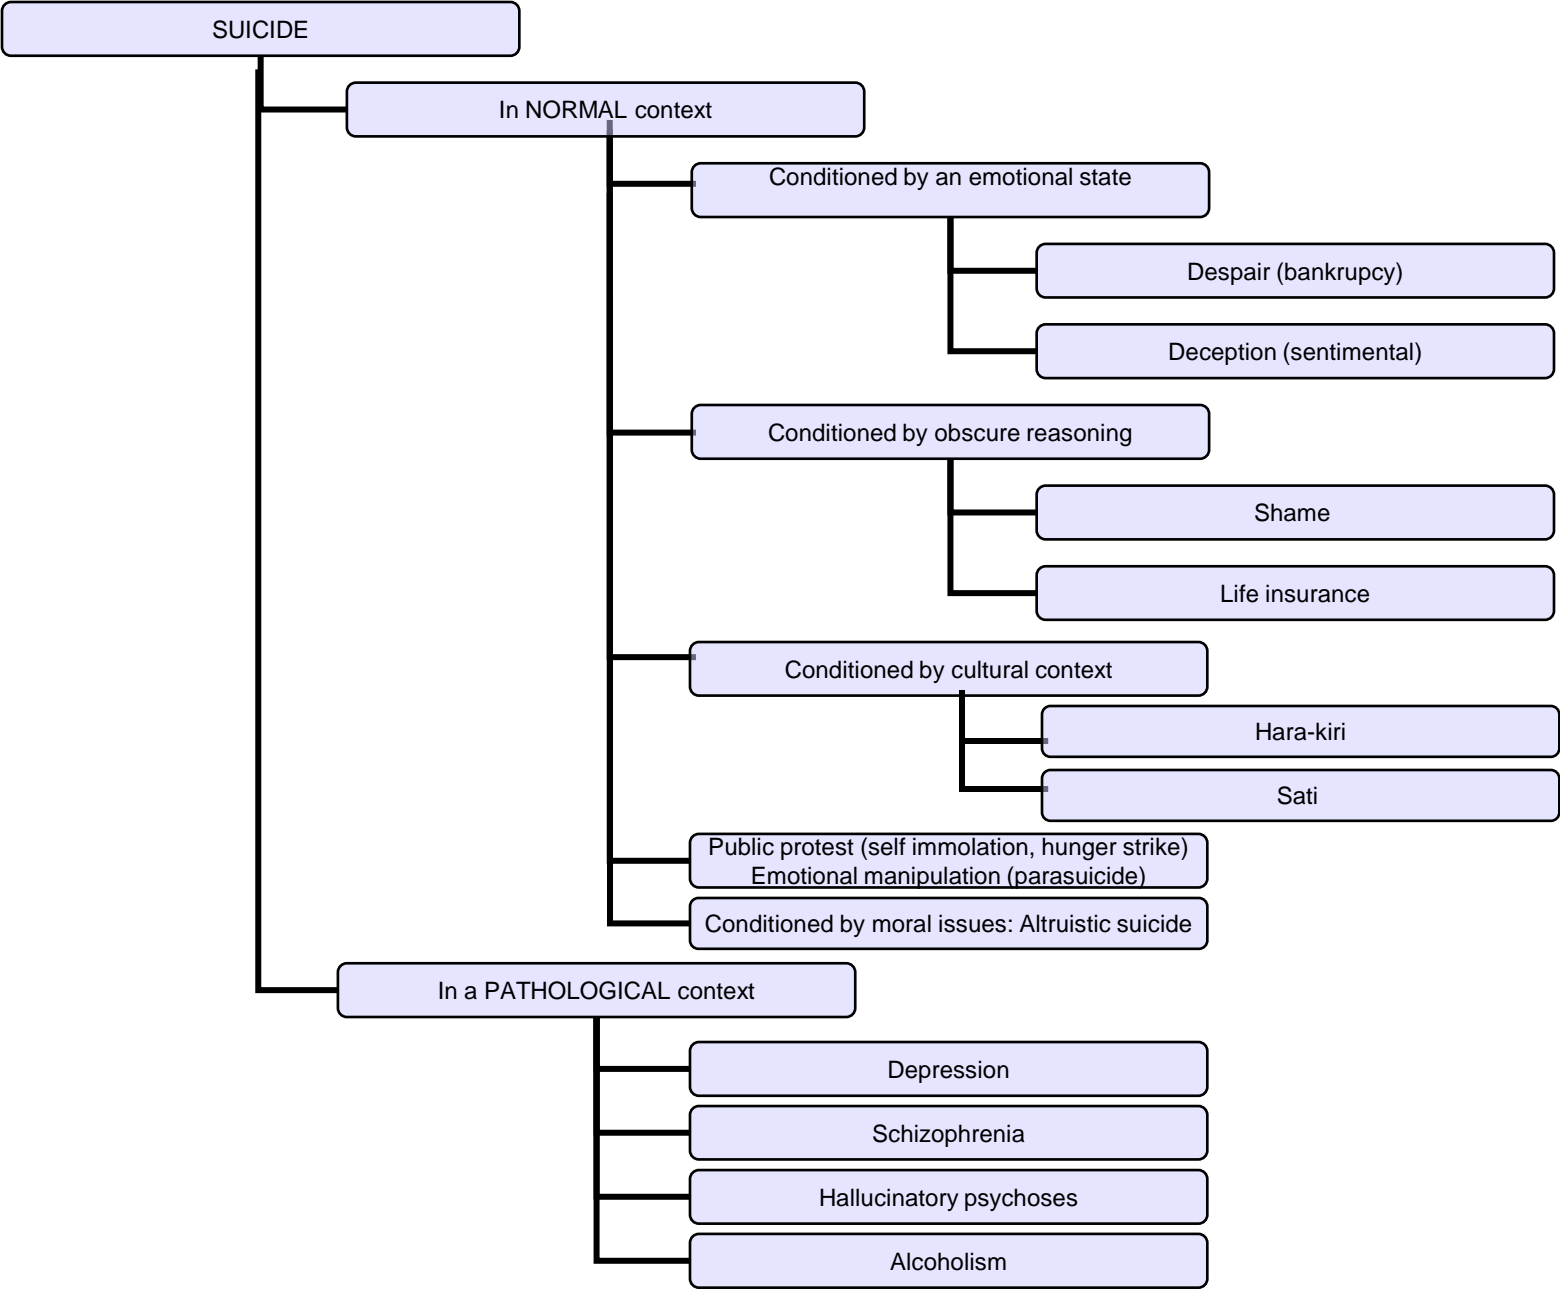 SUICIDE
In NORMAL context
Conditioned by an emotional state
Despair (bankrupcy)
Deception (sentimental)
Conditioned by obscure reasoning
Shame
Life insurance
Conditioned by cultural context
Hara-kiri
Sati
Public protest (self immolation, hunger strike)
Emotional manipulation (parasuicide)
Conditioned by moral issues: Altruistic suicide
In a PATHOLOGICAL context
Depression
Schizophrenia
Hallucinatory psychoses
Alcoholism